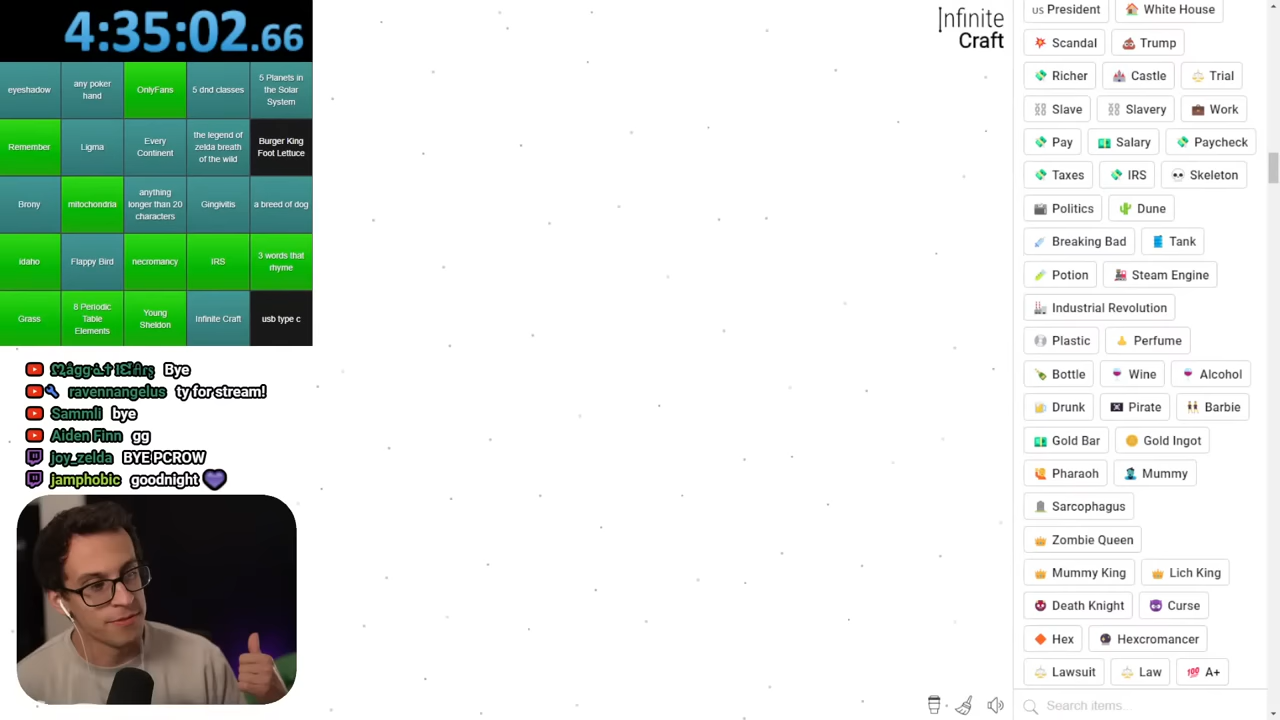 4:35:02.66
eyeshadow
any poker
hand
OnlyFans
5 dnd classes
5 Planets in
the Solar
System
Remember
Ligma
Every
Continent
the legend of
zelda breath
of the wild
Burger King
Foot Lettuce
Brony
mitochondria
anything
longer than 20
characters
Gingivitis
a breed of dog
idaho
Flappy Bird
necromancy
IRS
3 words that
rhyme
Grass
8 Periodic
Table
Elements
Young
Sheldon
Infinite Craft
usb type c
Bye
ravennangelus ty for stream!
Sammli bye
Aiden Finn gg
joy_zelda BYE PCROW
jamphobic goodnight
Infinite
Craft
US President White House
Scandal Trump
Richer Castle Trial
Slave Slavery Work
Pay Salary Paycheck
Taxes IRS Skeleton
Politics Dune
Breaking Bad Tank
Potion Steam Engine
Industrial Revolution
Plastic Perfume
Bottle Wine Alcohol
Drunk Pirate Barbie
Gold Bar Gold Ingot
Pharaoh Mummy
Sarcophagus
Zombie Queen
Mummy King Lich King
Death Knight Curse
Hex Hexcromancer
Lawsuit Law A+
Search items...